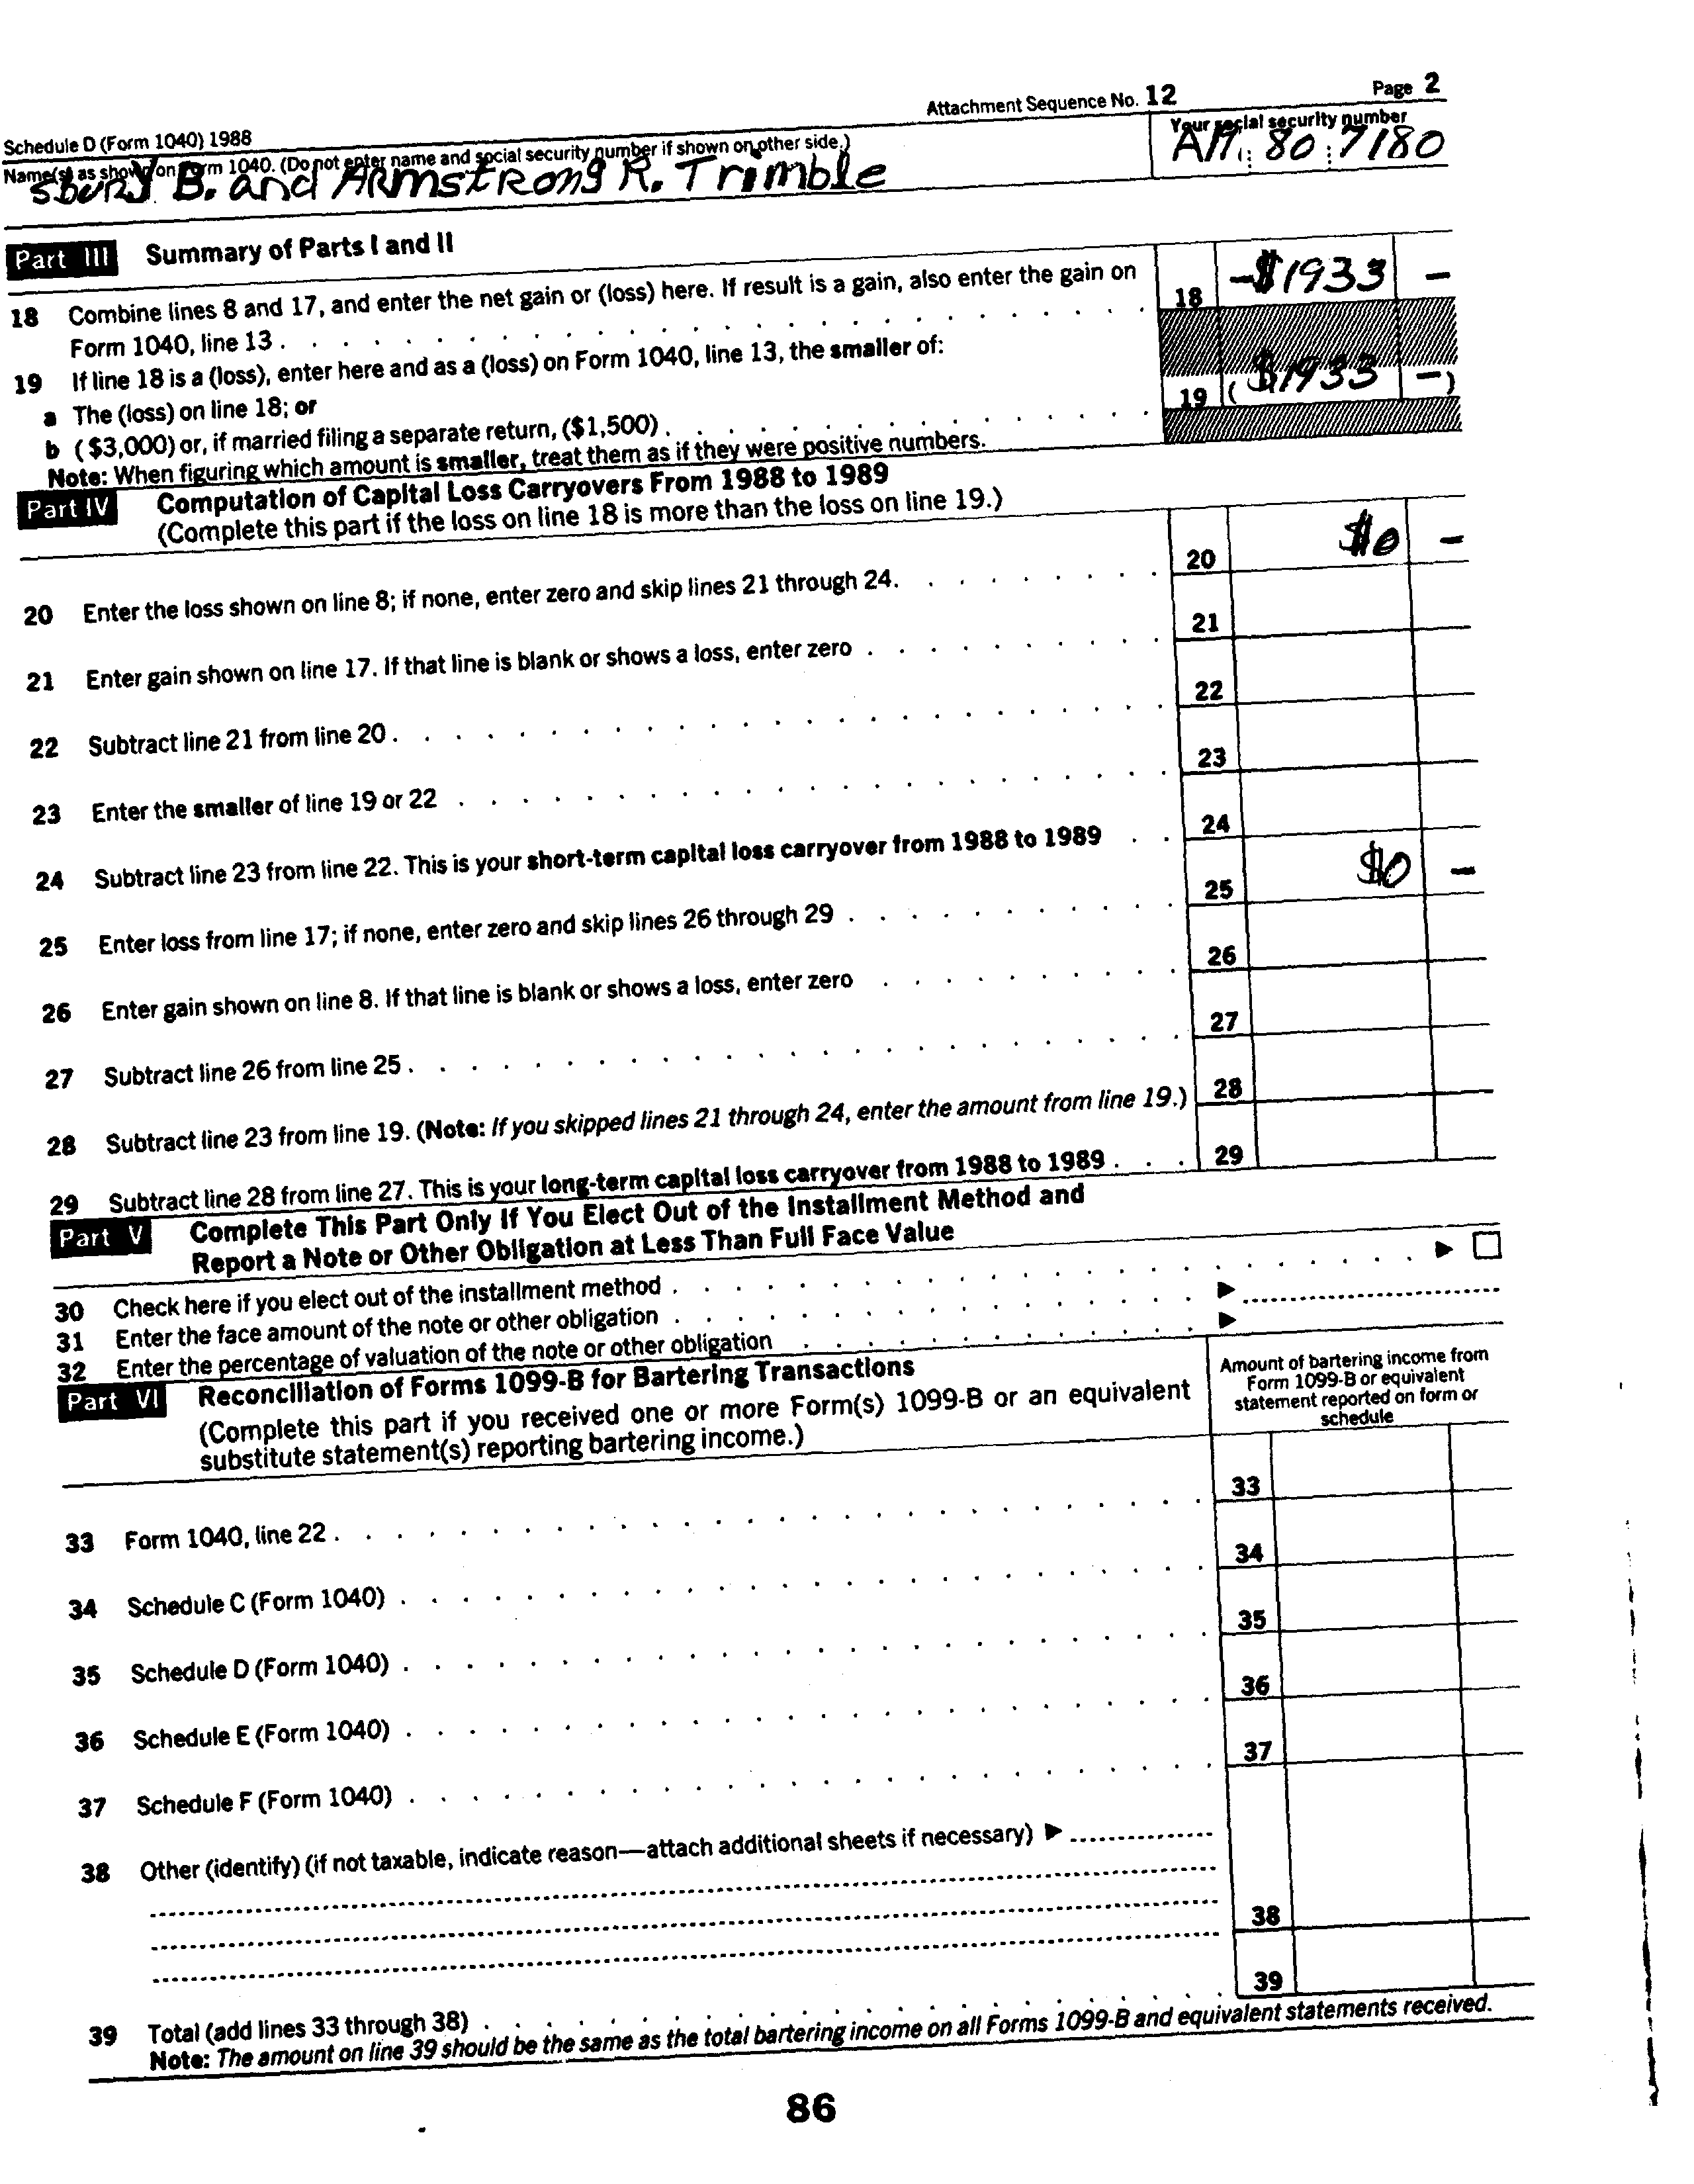 Schedule D (Form 1040) 1988 Attachment Sequence No. 12 Page 2
Name(s) as shown on Form 1040. (Do not enter name and social security number if shown on other side.) Your social security number
sbury B. and Armstrong R. Trimble 80 7180
Part III Summary of Parts I and II
18 Combine lines 8 and 17, and enter the net gain or (loss) here. If result is a gain, also enter the gain on
Form 1040, line 13 . . . 18 -$1933 -
19 If line 18 is a (loss), enter here and as a (loss) on Form 1040, line 13, the smaller of:
a The (loss) on line 18; or
b ($3,000) or, if married filing a separate return, ($1,500) . . . 19 ( $1933 - )
Note: When figuring which amount is smaller, treat them as if they were positive numbers.
Part IV Computation of Capital Loss Carryovers From 1988 to 1989
(Complete this part if the loss on line 18 is more than the loss on line 19.)
20 Enter the loss shown on line 8; if none, enter zero and skip lines 21 through 24. . . . 20 $0 -
21 Enter gain shown on line 17. If that line is blank or shows a loss, enter zero . . . 21
22 Subtract line 21 from line 20 . . . 22
23 Enter the smaller of line 19 or 22 . . . 23
24 Subtract line 23 from line 22. This is your short-term capital loss carryover from 1988 to 1989 . . 24
25 Enter loss from line 17; if none, enter zero and skip lines 26 through 29 . . . 25 $0 -
26 Enter gain shown on line 8. If that line is blank or shows a loss, enter zero . . . 26
27 Subtract line 26 from line 25 . . . 27
28 Subtract line 23 from line 19. (Note: If you skipped lines 21 through 24, enter the amount from line 19.) 28
29 Subtract line 28 from line 27. This is your long-term capital loss carryover from 1988 to 1989 . . . 29
Part V Complete This Part Only If You Elect Out of the Installment Method and
Report a Note or Other Obligation at Less Than Full Face Value
30 Check here if you elect out of the installment method . . . ▶ ☐
31 Enter the face amount of the note or other obligation . . . ▶
32 Enter the percentage of valuation of the note or other obligation . . . ▶
Part VI Reconciliation of Forms 1099-B for Bartering Transactions
(Complete this part if you received one or more Form(s) 1099-B or an equivalent
substitute statement(s) reporting bartering income.)
Amount of bartering income from
Form 1099-B or equivalent
statement reported on form or
schedule
33 Form 1040, line 22 . . . 33
34 Schedule C (Form 1040) . . . 34
35 Schedule D (Form 1040) . . . 35
36 Schedule E (Form 1040) . . . 36
37 Schedule F (Form 1040) . . . 37
38 Other (identify) (if not taxable, indicate reason—attach additional sheets if necessary) ▶
38
39 Total (add lines 33 through 38) . . . 39
Note: The amount on line 39 should be the same as the total bartering income on all Forms 1099-B and equivalent statements received.
86